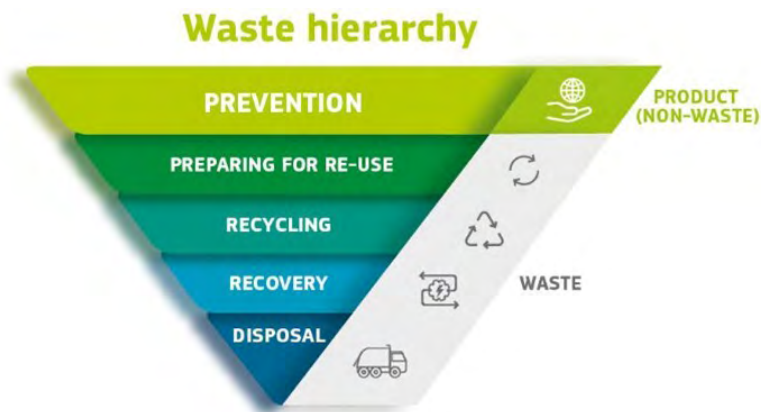 Waste hierarchy
PREVENTION
PRODUCT
(NON-WASTE)
PREPARING FOR RE-USE
RECYCLING
RECOVERY
WASTE
DISPOSAL